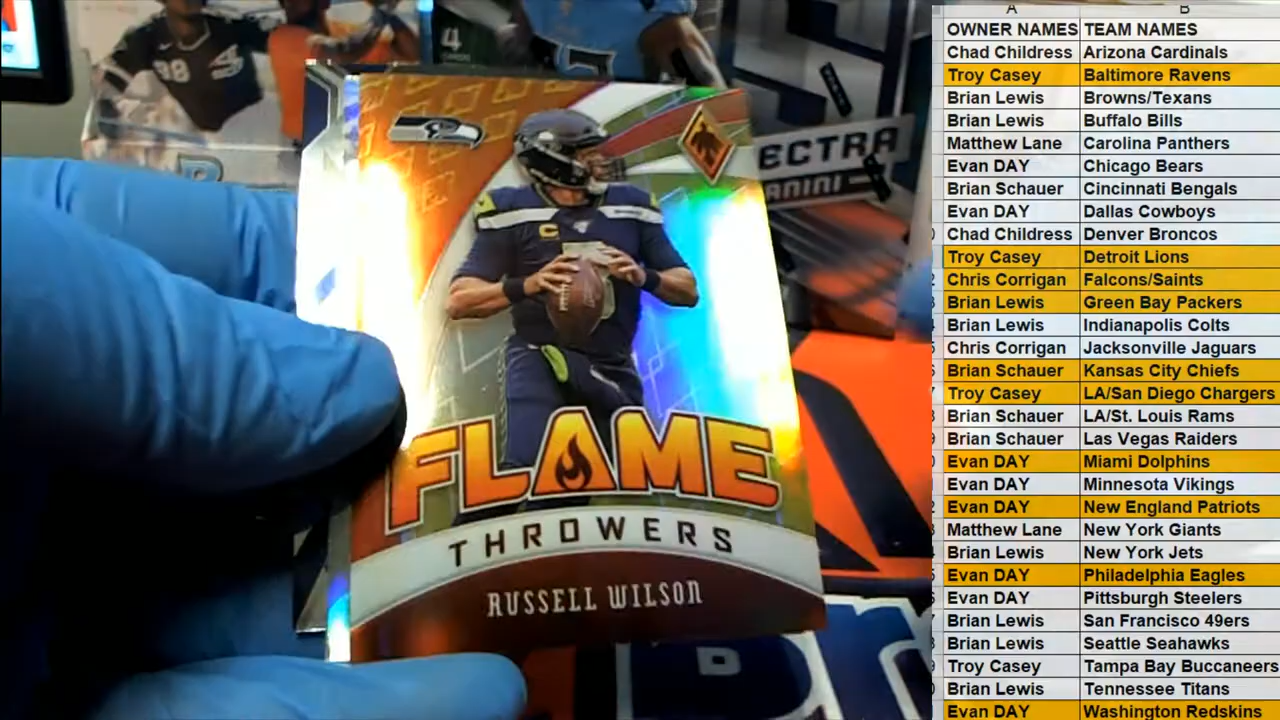 4
98
ECTRA
PANINI
C
FLAME
THROWERS
RUSSELL WILSON
A B
OWNER NAMES TEAM NAMES
Chad Childress Arizona Cardinals
Troy Casey Baltimore Ravens
Brian Lewis Browns/Texans
Brian Lewis Buffalo Bills
Matthew Lane Carolina Panthers
Evan DAY Chicago Bears
Brian Schauer Cincinnati Bengals
Evan DAY Dallas Cowboys
Chad Childress Denver Broncos
Troy Casey Detroit Lions
Chris Corrigan Falcons/Saints
Brian Lewis Green Bay Packers
Brian Lewis Indianapolis Colts
Chris Corrigan Jacksonville Jaguars
Brian Schauer Kansas City Chiefs
Troy Casey LA/San Diego Chargers
Brian Schauer LA/St. Louis Rams
Brian Schauer Las Vegas Raiders
Evan DAY Miami Dolphins
Evan DAY Minnesota Vikings
Evan DAY New England Patriots
Matthew Lane New York Giants
Brian Lewis New York Jets
Evan DAY Philadelphia Eagles
Evan DAY Pittsburgh Steelers
Brian Lewis San Francisco 49ers
Brian Lewis Seattle Seahawks
Troy Casey Tampa Bay Buccaneers
Brian Lewis Tennessee Titans
Evan DAY Washington Redskins